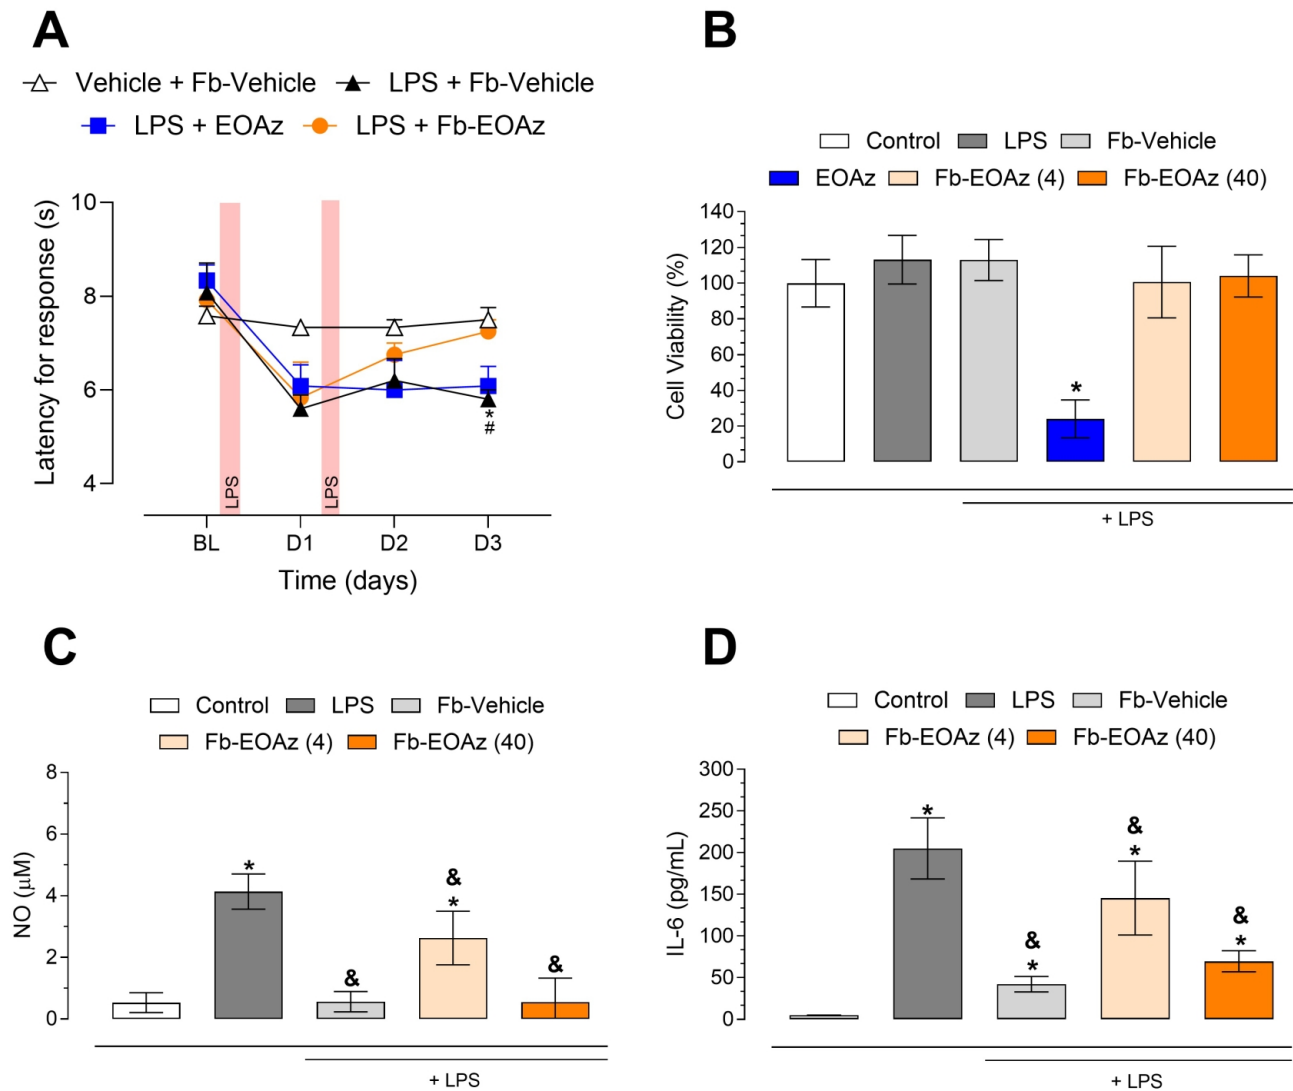 A
Vehicle + Fb-Vehicle LPS + Fb-Vehicle
LPS + EOAz LPS + Fb-EOAz
Latency for response (s)
10
8
6
4
LPS
LPS
*
#
BL D1 D2 D3
Time (days)
B
Control LPS Fb-Vehicle
EOAz Fb-EOAz (4) Fb-EOAz (40)
Cell Viability (%)
140
120
100
80
60
40
20
0
*
+ LPS
C
Control LPS Fb-Vehicle
Fb-EOAz (4) Fb-EOAz (40)
NO (μM)
8
6
4
2
0
*
&
&
*
&
+ LPS
D
Control LPS Fb-Vehicle
Fb-EOAz (4) Fb-EOAz (40)
IL-6 (pg/mL)
300
250
200
150
100
50
0
*
&
*
&
*
&
*
+ LPS